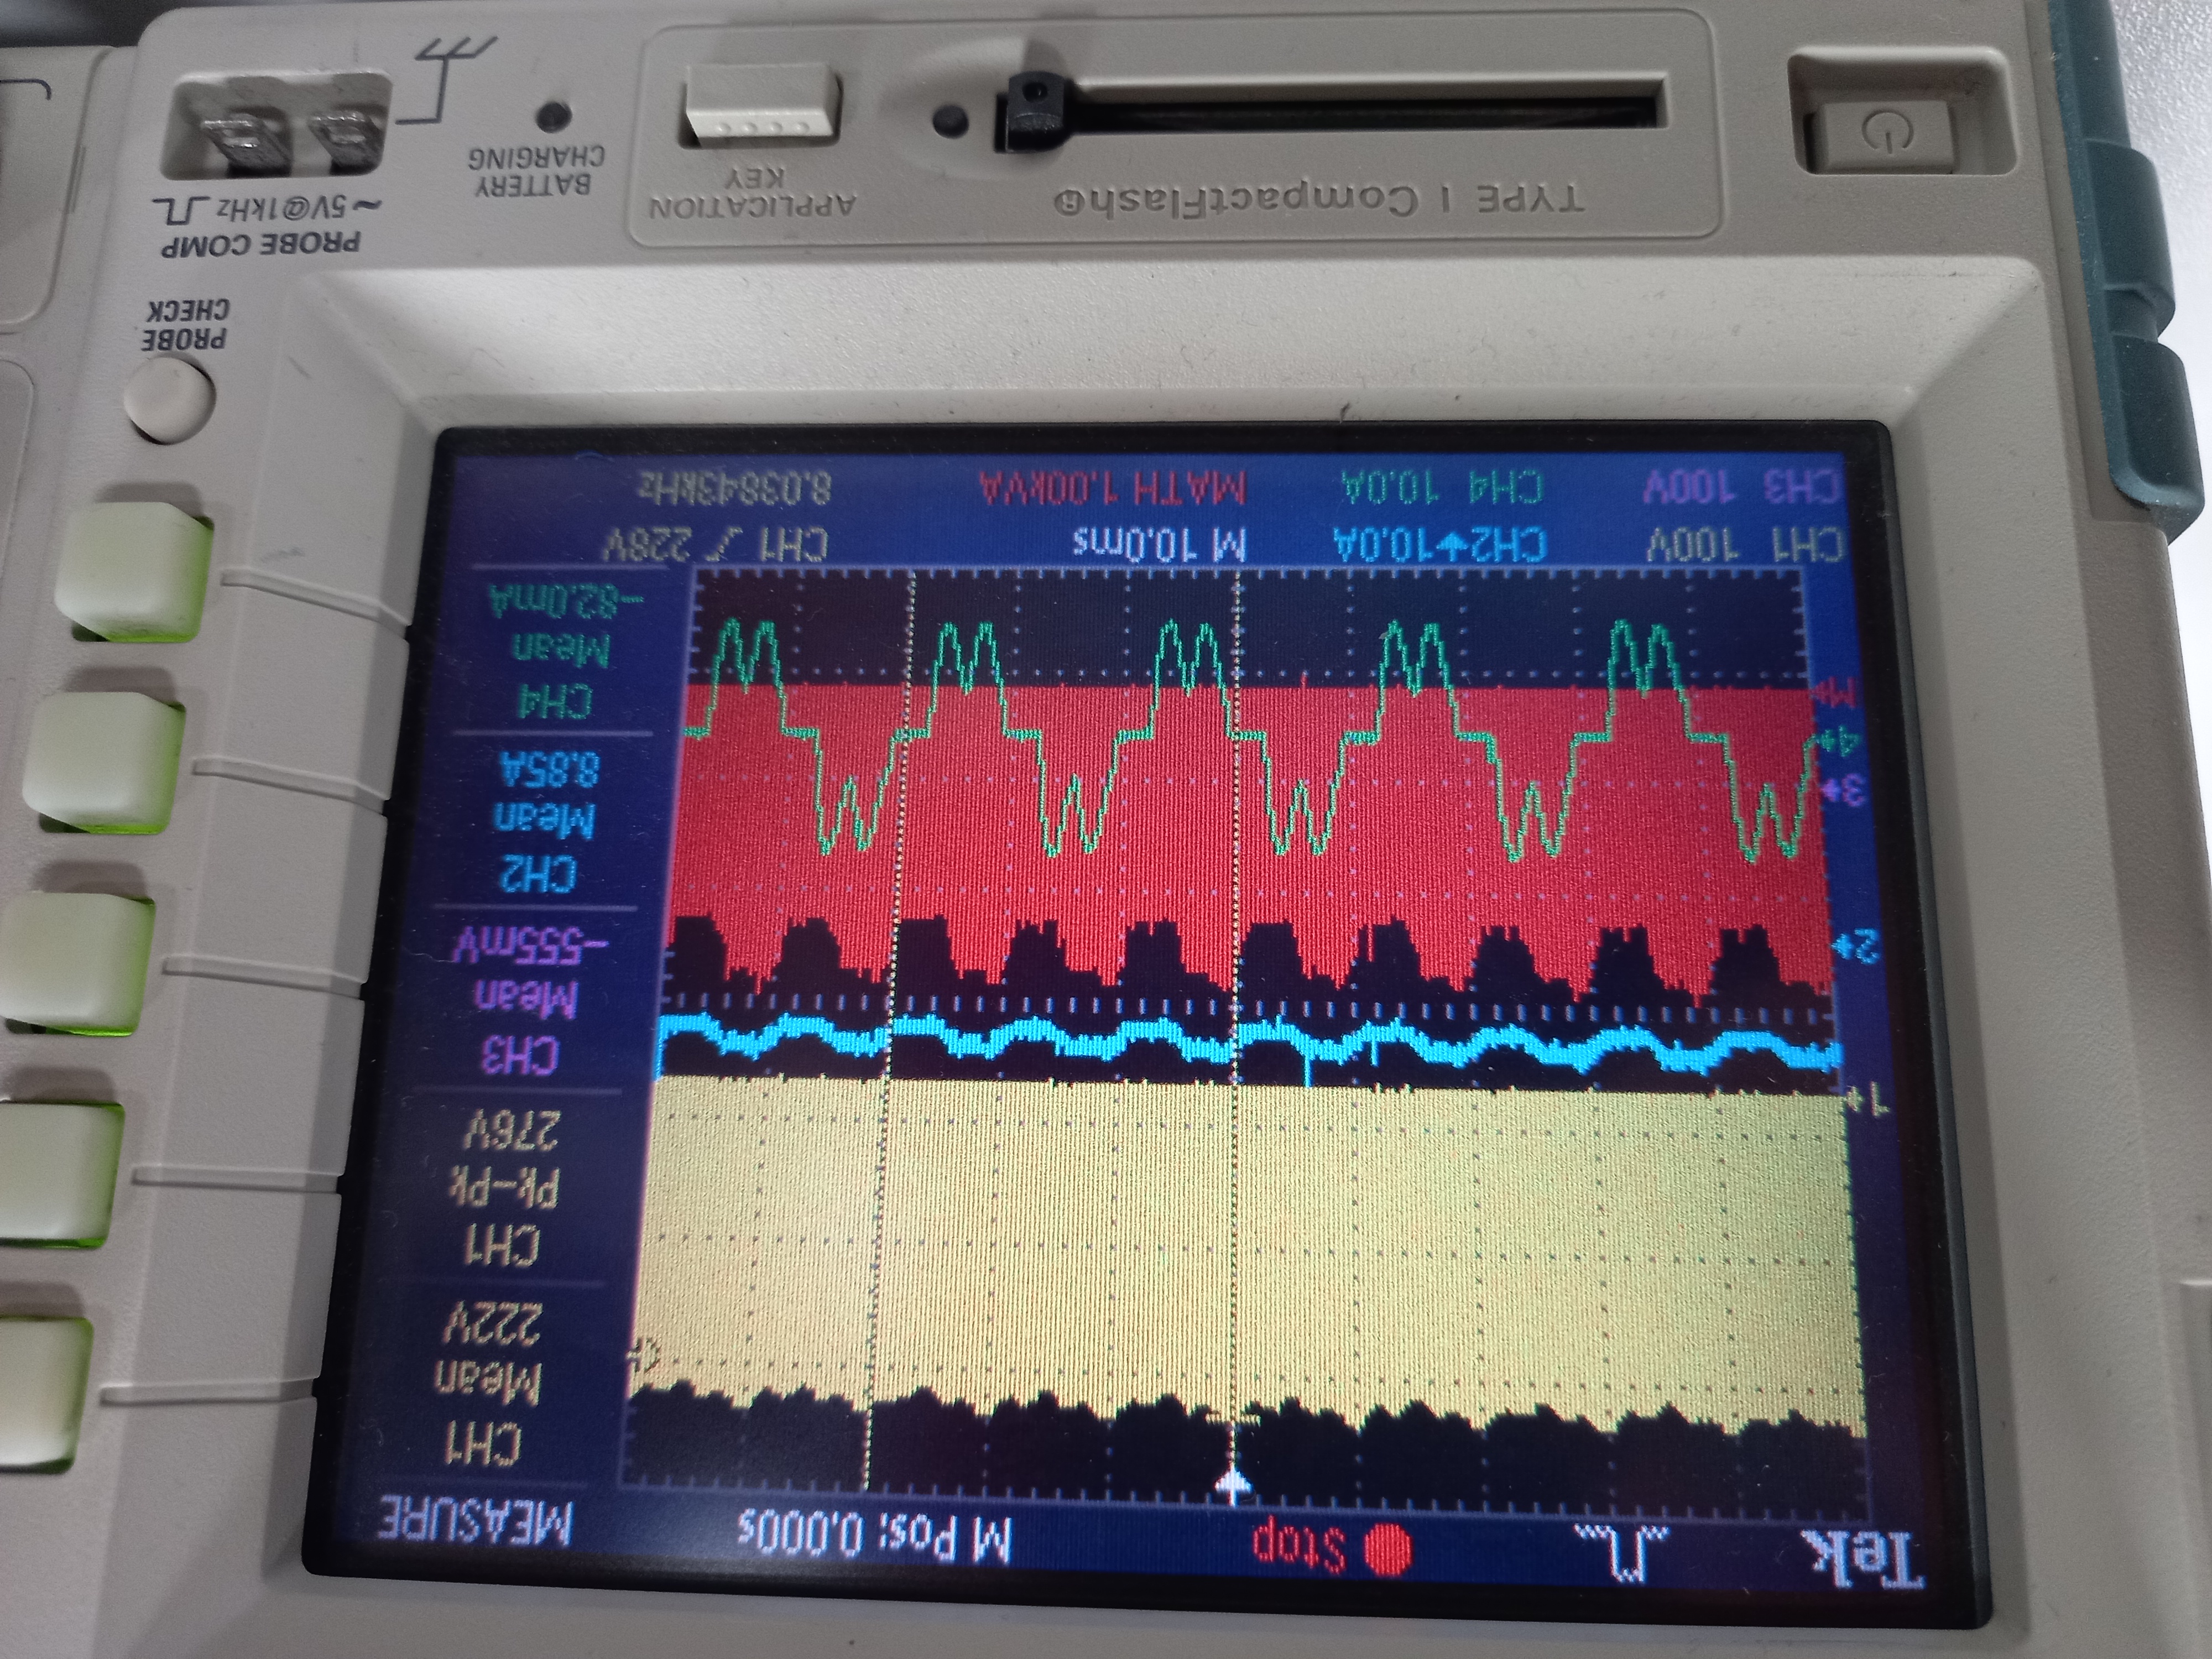 Tek Stop M Pos: 0.000s MEASURE
CH1
Mean
222V
CH1
Pk-Pk
276V
CH3
Mean
-555mV
CH2
Mean
8.85A
CH4
Mean
-82.0mA
1
2
3
4
M
CH1 100V CH2 10.0A M 10.0ms CH1 228V
CH3 100V CH4 10.0A MATH 1.00kVA 8.03843kHz
PROBE
CHECK
TYPE I CompactFlash®
APPLICATION
KEY
BATTERY
CHARGING
PROBE COMP
~5V@1kHz